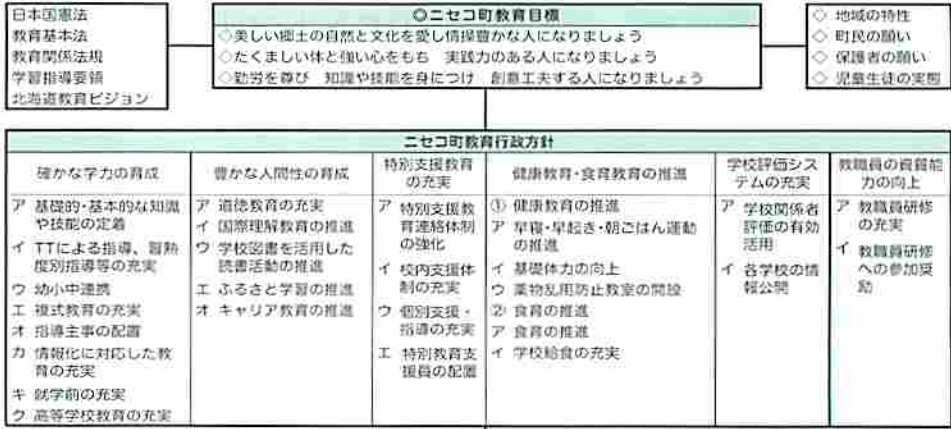 日本国憲法
教育基本法
教育関係法規
学習指導要領
北海道教育ビジョン
◎ニセコ町教育目標
◇美しい郷土の自然と文化を愛し情操豊かな人になりましょう
◇たくましい体と強い心をもち 実践力のある人になりましょう
◇勤労を尊び 知識や技能を身につけ 創意工夫する人になりましょう
◇ 地域の特性
◇ 町民の願い
◇ 保護者の願い
◇ 児童生徒の実態
ニセコ町教育行政方針
確かな学力の育成
ア 基礎的・基本的な知識
や技能の定着
イ TTによる指導、習熟
度別指導等の充実
ウ 幼小中連携
エ 複式教育の充実
オ 指導主事の配置
カ 情報化に対応した教
育の充実
キ 就学前の充実
ク 高等学校教育の充実
豊かな人間性の育成
ア 道徳教育の充実
イ 国際理解教育の推進
ウ 学校図書を活用した
読書活動の推進
エ ふるさと学習の推進
オ キャリア教育の推進
特別支援教育
の充実
ア 特別支援教
育連絡体制
の強化
イ 校内支援体
制の充実
ウ 個別支援・
指導の充実
エ 特別教育支
援員の配置
健康教育・食育教育の推進
① 健康教育の推進
ア 早寝・早起き・朝ごはん運動
の推進
イ 基礎体力の向上
ウ 薬物乱用防止教室の開設
② 食育の推進
ア 食育の推進
イ 学校給食の充実
学校評価シス
テムの充実
ア 学校関係者
評価の有効
活用
イ 各学校の情
報公開
教職員の資質能
力の向上
ア 教職員研修
の充実
イ 教職員研修
への参加奨
励